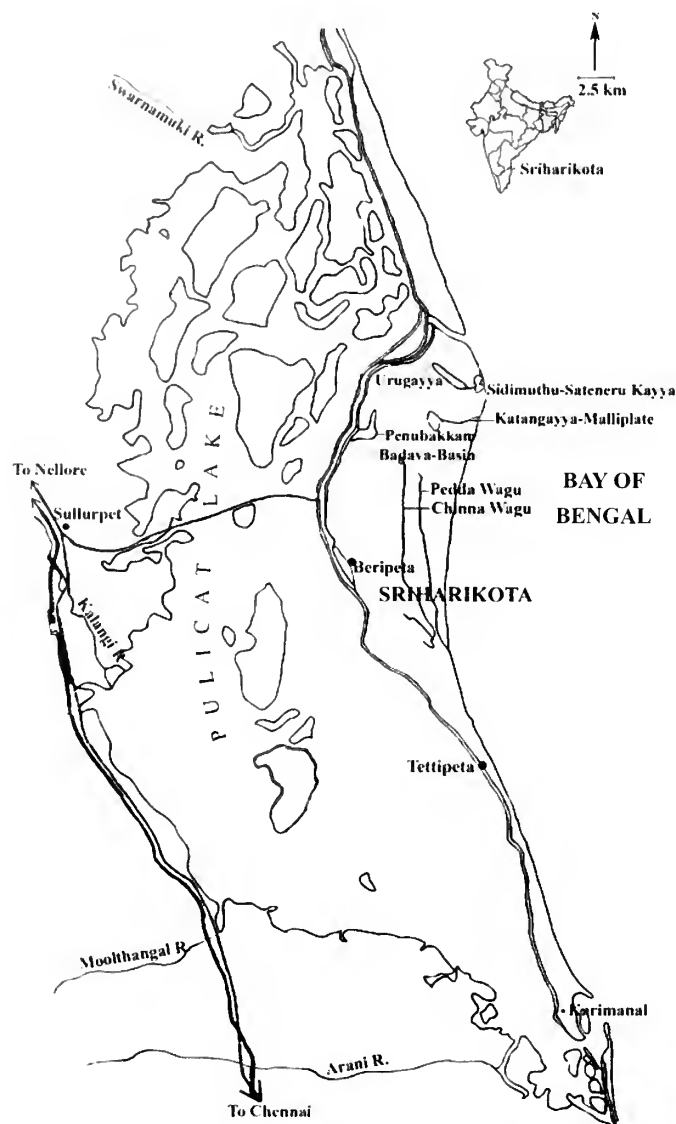 N
2.5 km
Sriharikota
Swarnamuki R.
Urugayya
Sidimuthu-Sateneru Kayya
Katangayya-Malliplate
Penubakkam
Badava-Basin
To Nellore
Sullurpet
Pedda Wagu
Chinna Wagu
BAY OF
BENGAL
PULICAT LAKE
Beripeta
SRIHARIKOTA
Kalangi R.
Tettipeta
Moolthangal R.
Karimanal
Arani R.
To Chennai